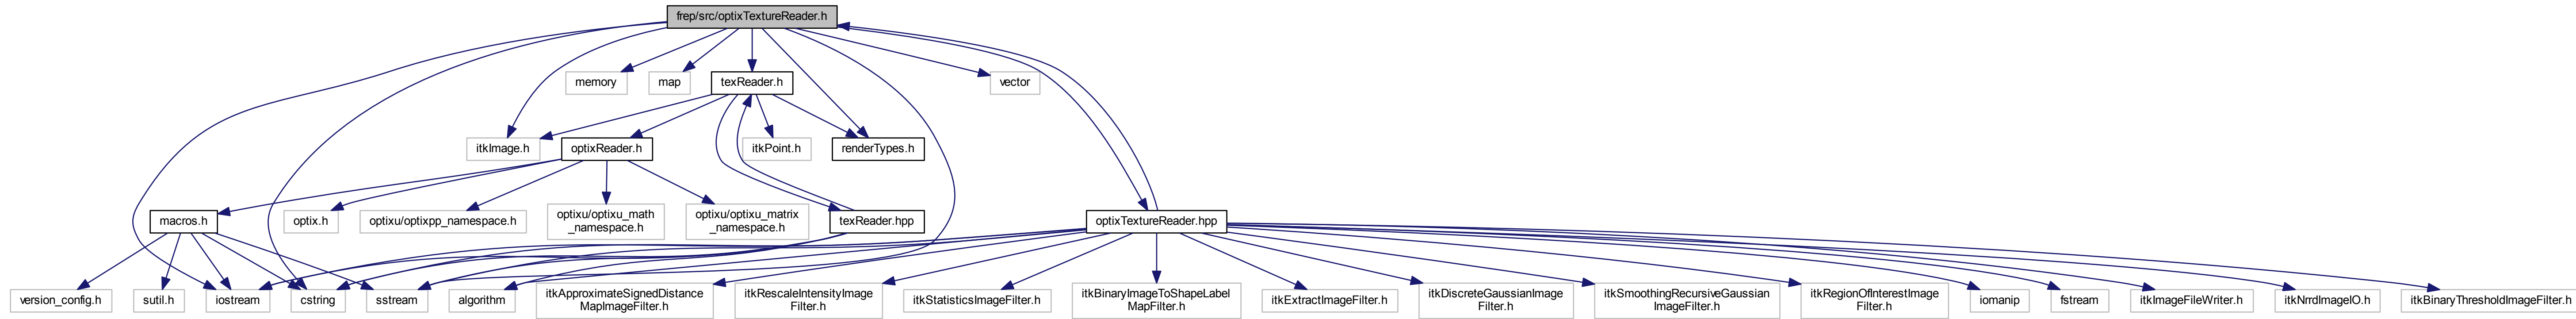 frep/src/optixTextureReader.h
memory
map
texReader.h
vector
itkImage.h
optixReader.h
itkPoint.h
renderTypes.h
macros.h
optix.h
optixu/optixpp_namespace.h
optixu/optixu_math
_namespace.h
optixu/optixu_matrix
_namespace.h
texReader.hpp
optixTextureReader.hpp
version_config.h
sutil.h
iostream
cstring
sstream
algorithm
itkApproximateSignedDistance
MapImageFilter.h
itkRescaleIntensityImage
Filter.h
itkStatisticsImageFilter.h
itkBinaryImageToShapeLabel
MapFilter.h
itkExtractImageFilter.h
itkDiscreteGaussianImage
Filter.h
itkSmoothingRecursiveGaussian
ImageFilter.h
itkRegionOfInterestImage
Filter.h
iomanip
fstream
itkImageFileWriter.h
itkNrrdImageIO.h
itkBinaryThresholdImageFilter.h